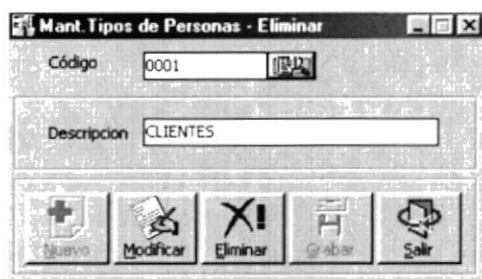 Mant. Tipos de Personas - Eliminar
Código 0001
Descripcion CLIENTES
Nuevo Modificar Eliminar Grabar Salir